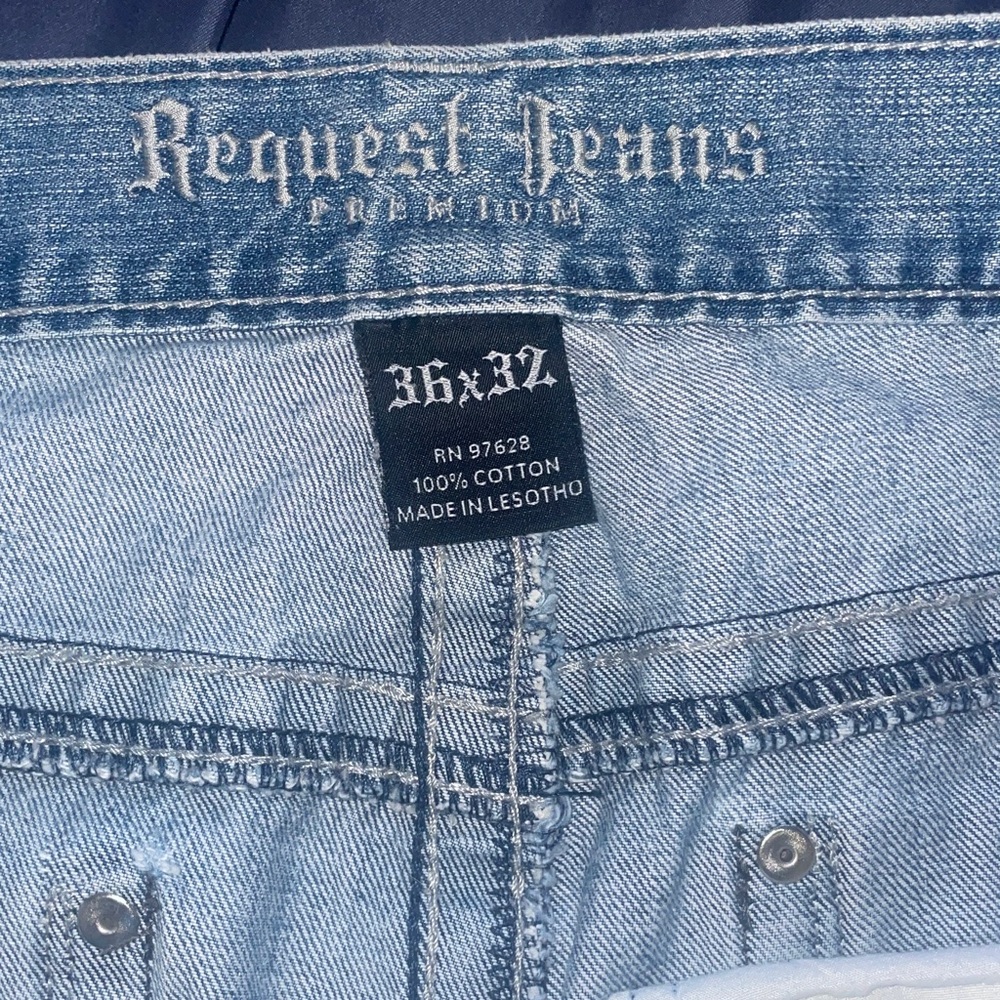 Request Jeans
PREMIUM
36x32
RN 97628
100% COTTON
MADE IN LESOTHO